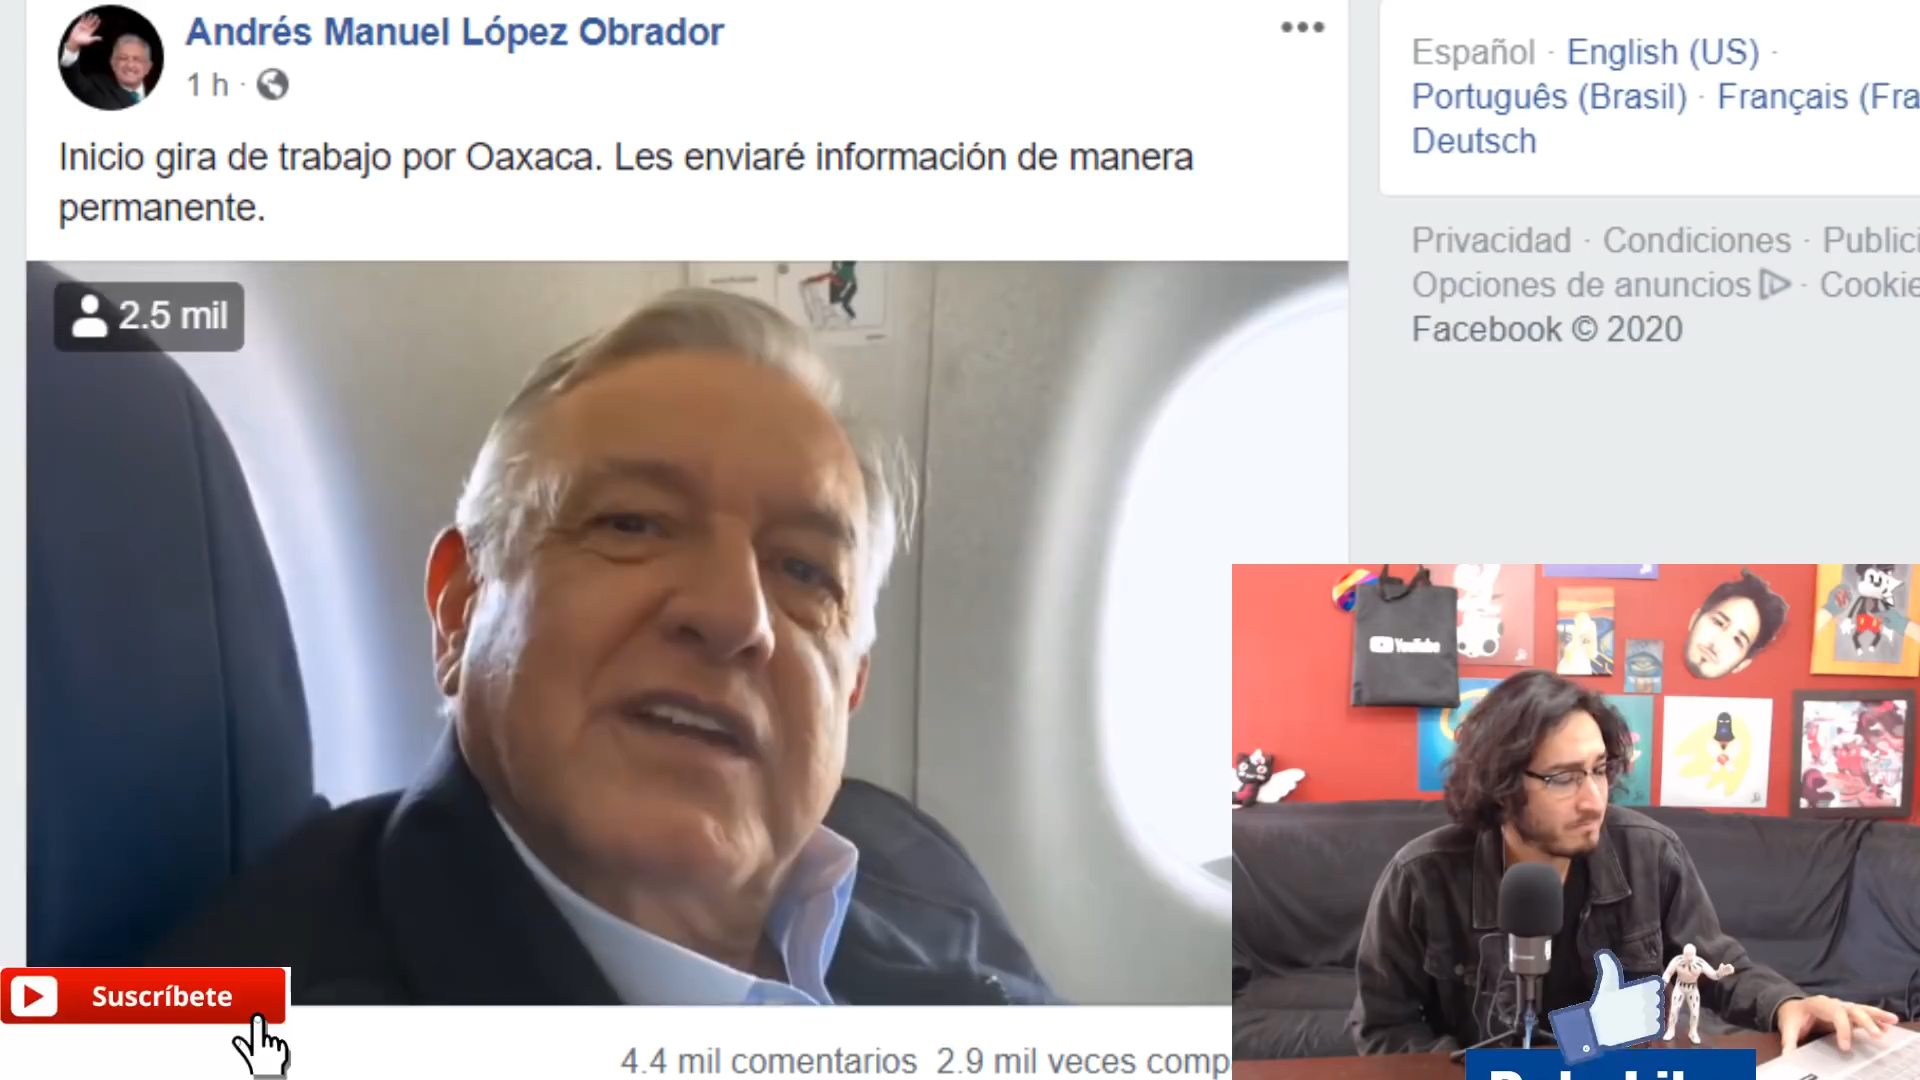 Andrés Manuel López Obrador
1 h ·
Inicio gira de trabajo por Oaxaca. Les enviaré información de manera
permanente.
2.5 mil
Español · English (US) ·
Português (Brasil) · Français (Fra
Deutsch
Privacidad · Condiciones · Publici
Opciones de anuncios · Cookie
Facebook © 2020
YouTube
Suscríbete
4.4 mil comentarios 2.9 mil veces comp